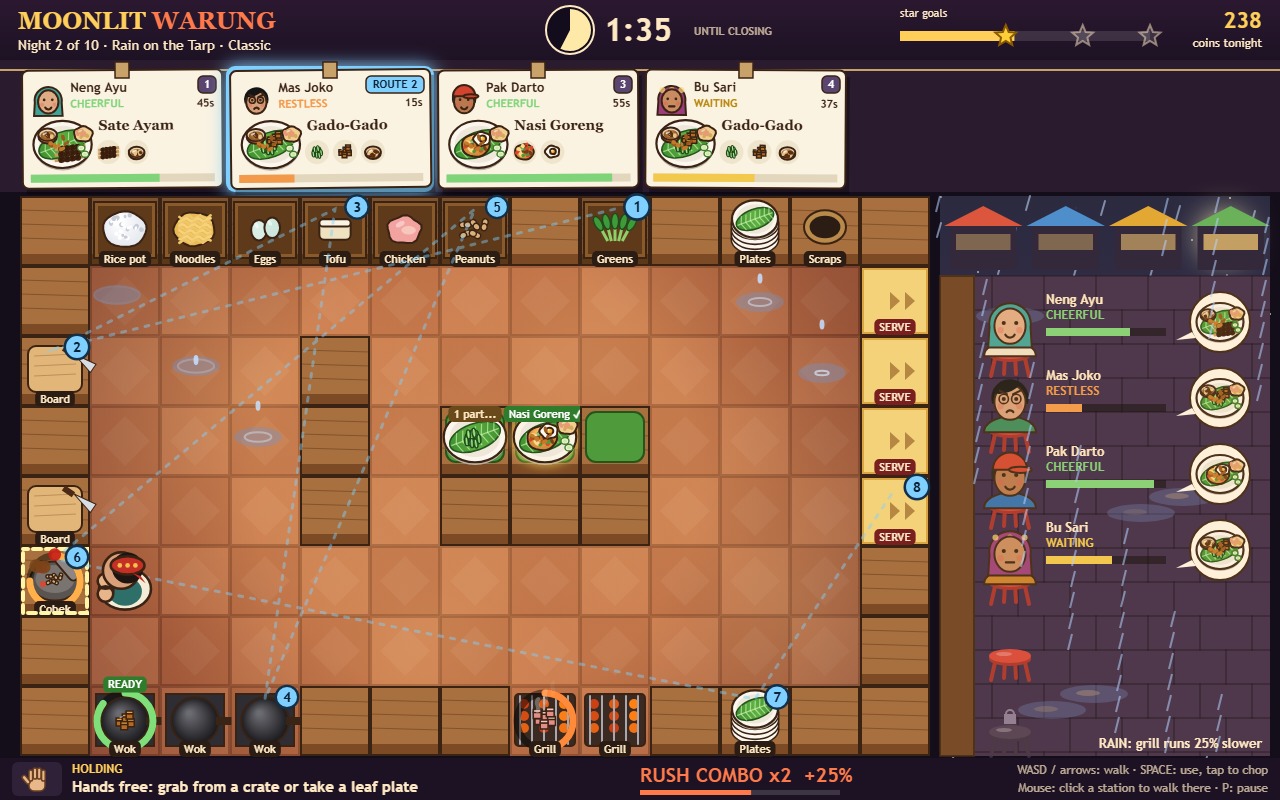 MOONLIT WARUNG
Night 2 of 10 · Rain on the Tarp · Classic
1:35
UNTIL CLOSING
star goals
238
coins tonight
Neng Ayu
1
CHEERFUL
45s
Sate Ayam
Mas Joko
ROUTE 2
RESTLESS
15s
Gado-Gado
Pak Darto
3
CHEERFUL
55s
Nasi Goreng
Bu Sari
4
WAITING
37s
Gado-Gado
3
5
1
Rice pot
Noodles
Eggs
Tofu
Chicken
Peanuts
Greens
Plates
Scraps
SERVE
2
Board
SERVE
1 part...
Nasi Goreng ✓
SERVE
8
Board
SERVE
6
Cobek
READY
4
7
Wok
Wok
Wok
Grill
Grill
Plates
Neng Ayu
CHEERFUL
Mas Joko
RESTLESS
Pak Darto
CHEERFUL
Bu Sari
WAITING
RAIN: grill runs 25% slower
HOLDING
Hands free: grab from a crate or take a leaf plate
RUSH COMBO x2 +25%
WASD / arrows: walk · SPACE: use, tap to chop
Mouse: click a station to walk there · P: pause